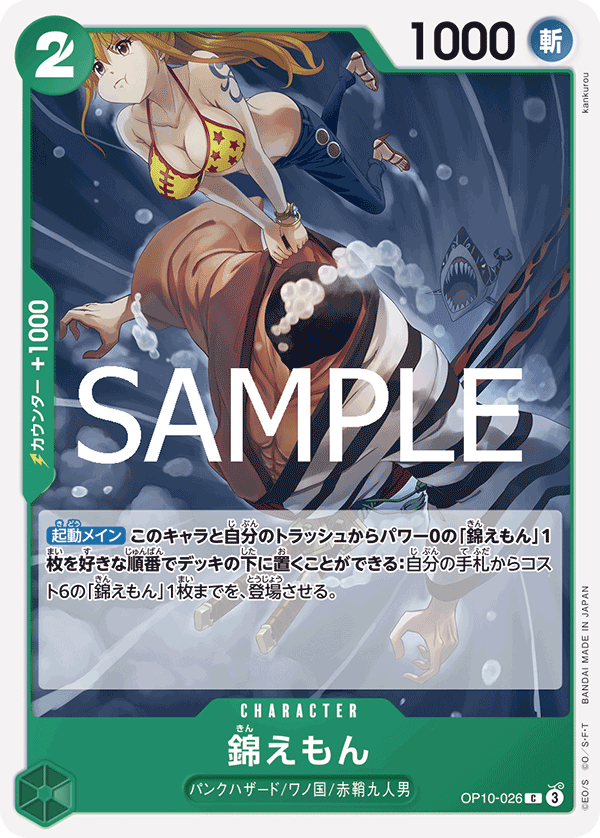 2
1000 斬
kankurou
カウンター +1000
SAMPLE
起動メイン このキャラと自分のトラッシュからパワー0の「錦えもん」1
枚を好きな順番でデッキの下に置くことができる:自分の手札からコス
ト6の「錦えもん」1枚までを、登場させる。
CHARACTER
きん
錦えもん
パンクハザード/ワノ国/赤鞘九人男
OP10-026 C 3
©EO/S ©O/S・F・T BANDAI MADE IN JAPAN